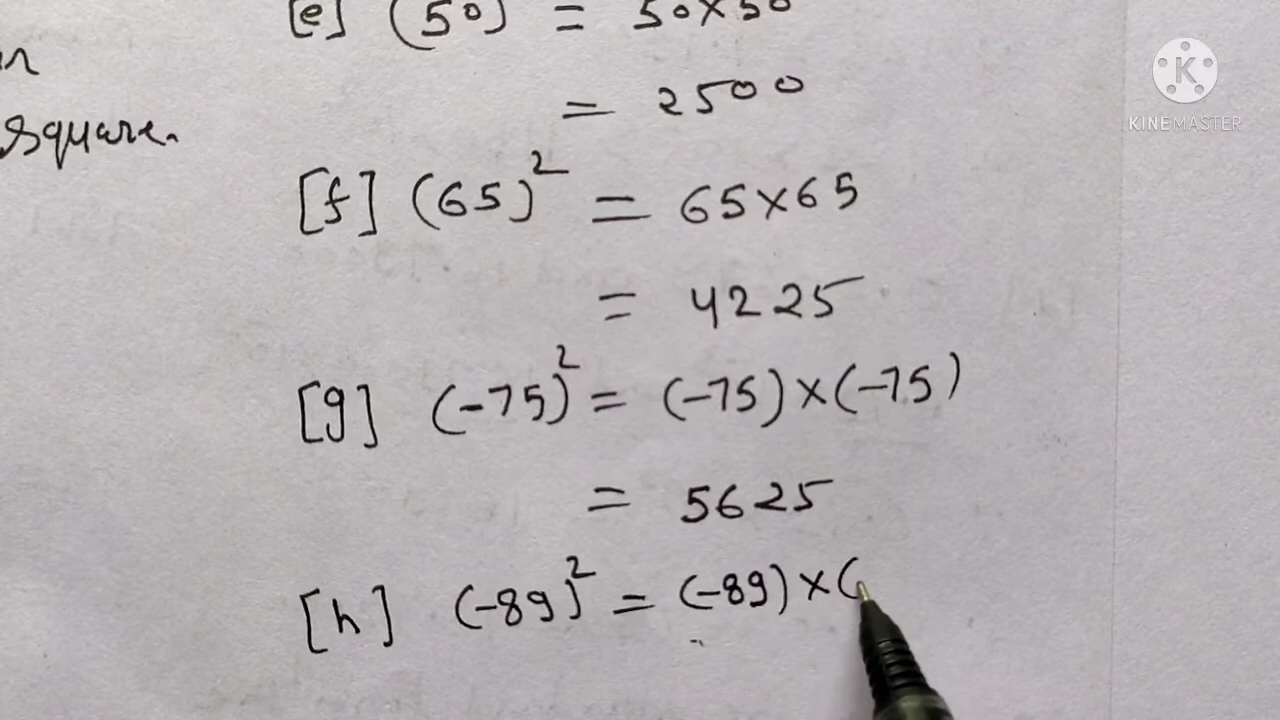 [e] (50) = 50×50
= 2500
square.
[f] (65)² = 65×65
= 4225
[g] (-75)² = (-75)×(-75)
= 5625
[h] (-89)² = (-89)×(
KINEMASTER